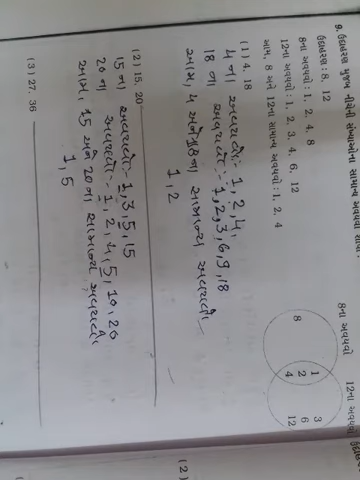 ૧. ઉદાહરણ મુજબ નીચેની સંખ્યાઓના સામાન્ય અવયવો શોધો.
ઉદાહરણ : 8, 12
8ના અવયવો : 1, 2, 4, 8
12ના અવયવો : 1, 2, 3, 4, 6, 12
આમ, 8 અને 12ના સામાન્ય અવયવો : 1, 2, 4
8ના અવયવો
12ના અવયવો
8
1
2
4
3
6
12
(1) 4, 18
4 ના અવયવો:- 1, 2, 4,
18 ના અવયવો:- 1, 2, 3, 6, 9, 18
આમ, 4 અને 18ના સામાન્ય અવયવો
1, 2
(2) 15, 20
15ના અવયવો:- 1, 3, 5, 15
20 ના અવયવો:- 1, 2, 4, 5, 10, 20
આમ, 15 અને 20 ના સામાન્ય અવયવો
1, 5
(3) 27, 36
(2)